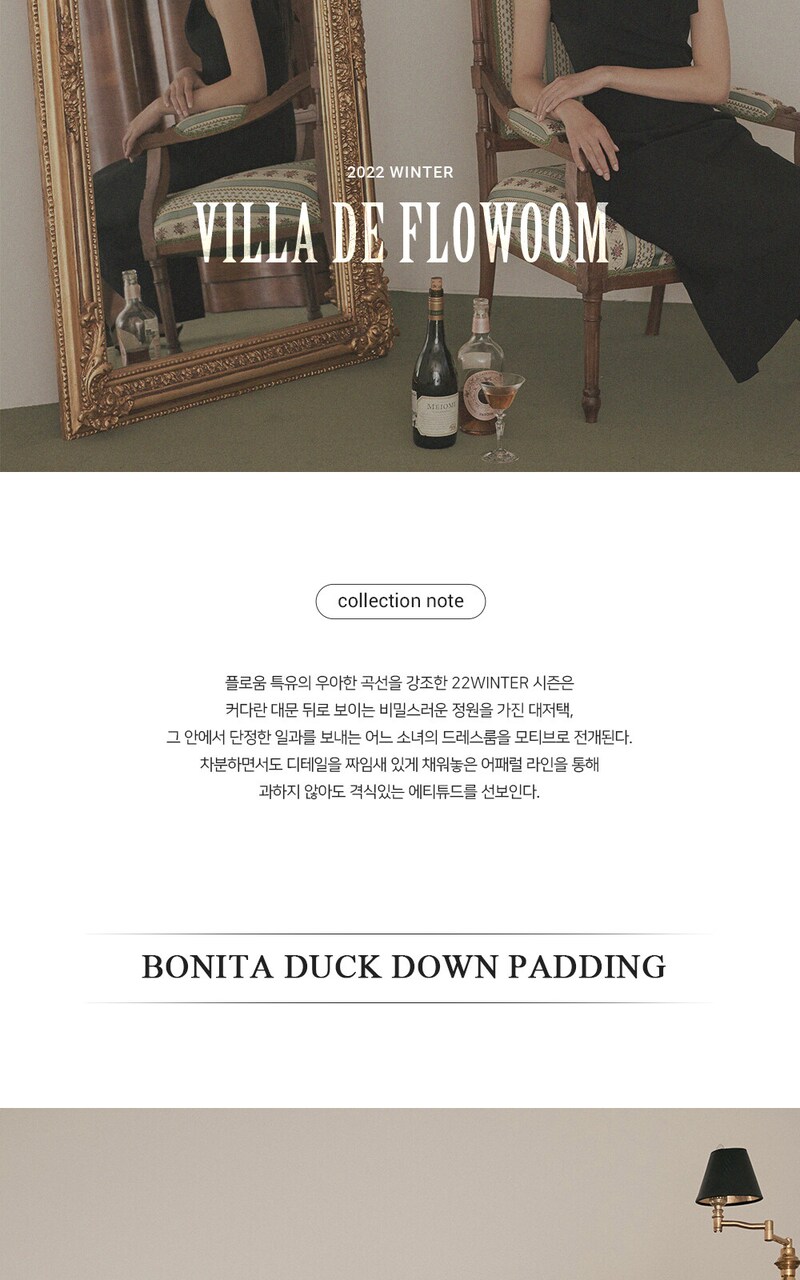 2022 WINTER
VILLA DE FLOWOOM
MEIOMI
collection note
플로움 특유의 우아한 곡선을 강조한 22WINTER 시즌은
커다란 대문 뒤로 보이는 비밀스러운 정원을 가진 대저택,
그 안에서 단정한 일과를 보내는 어느 소녀의 드레스룸을 모티브로 전개된다.
차분하면서도 디테일을 짜임새 있게 채워놓은 어패럴 라인을 통해
과하지 않아도 격식있는 에티튜드를 선보인다.
BONITA DUCK DOWN PADDING